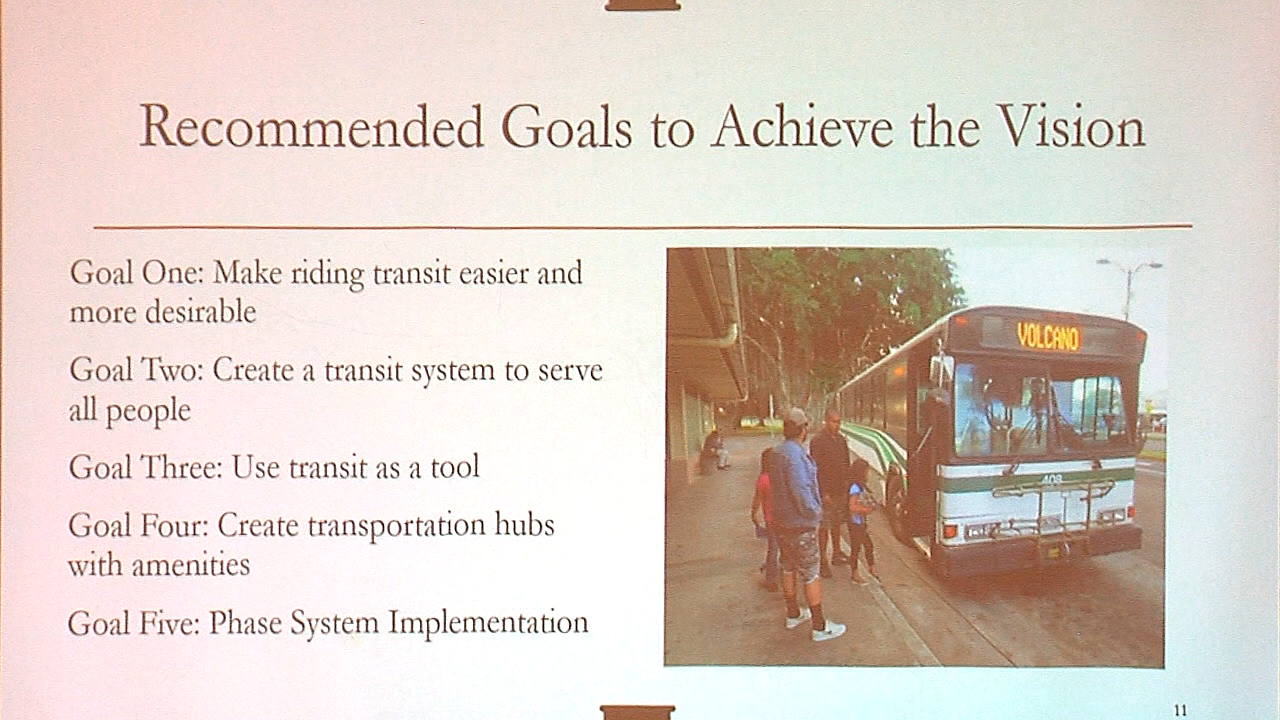 Recommended Goals to Achieve the Vision
Goal One: Make riding transit easier and
more desirable
Goal Two: Create a transit system to serve
all people
Goal Three: Use transit as a tool
Goal Four: Create transportation hubs
with amenities
Goal Five: Phase System Implementation
VOLCANO
408
11